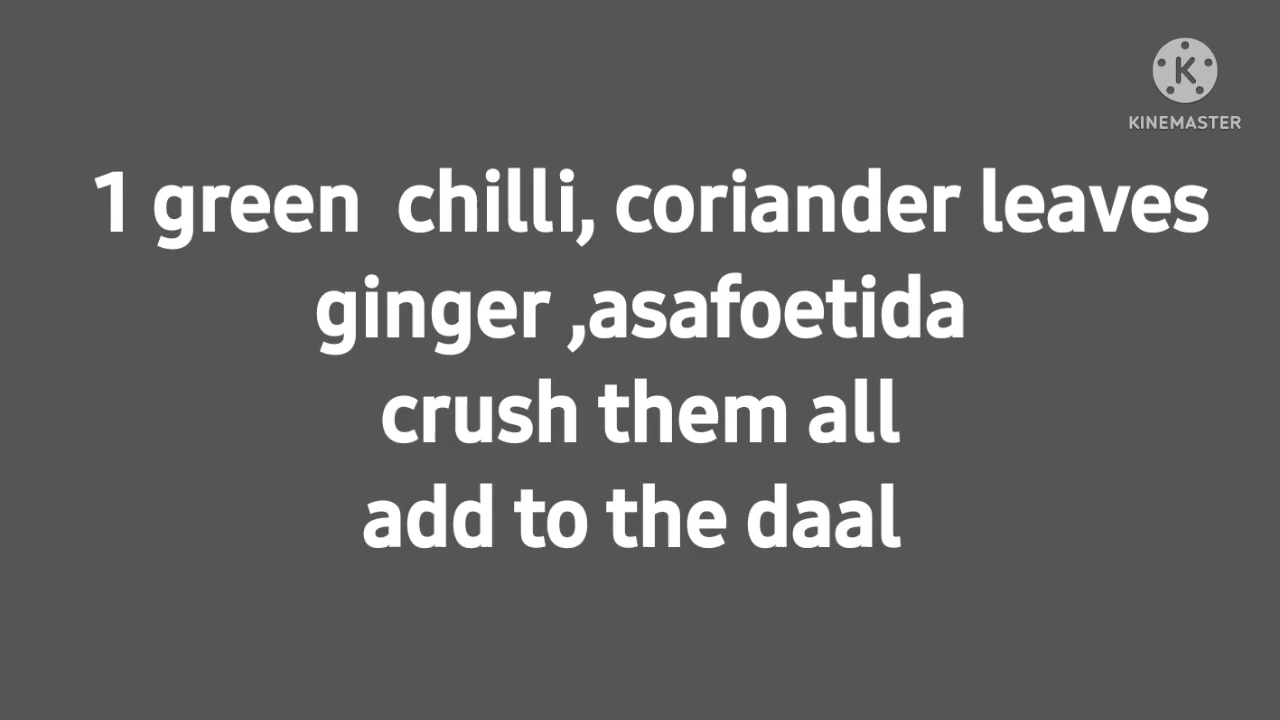 K
KINEMASTER
1 green  chilli, coriander leaves
ginger ,asafoetida
crush them all
add to the daal